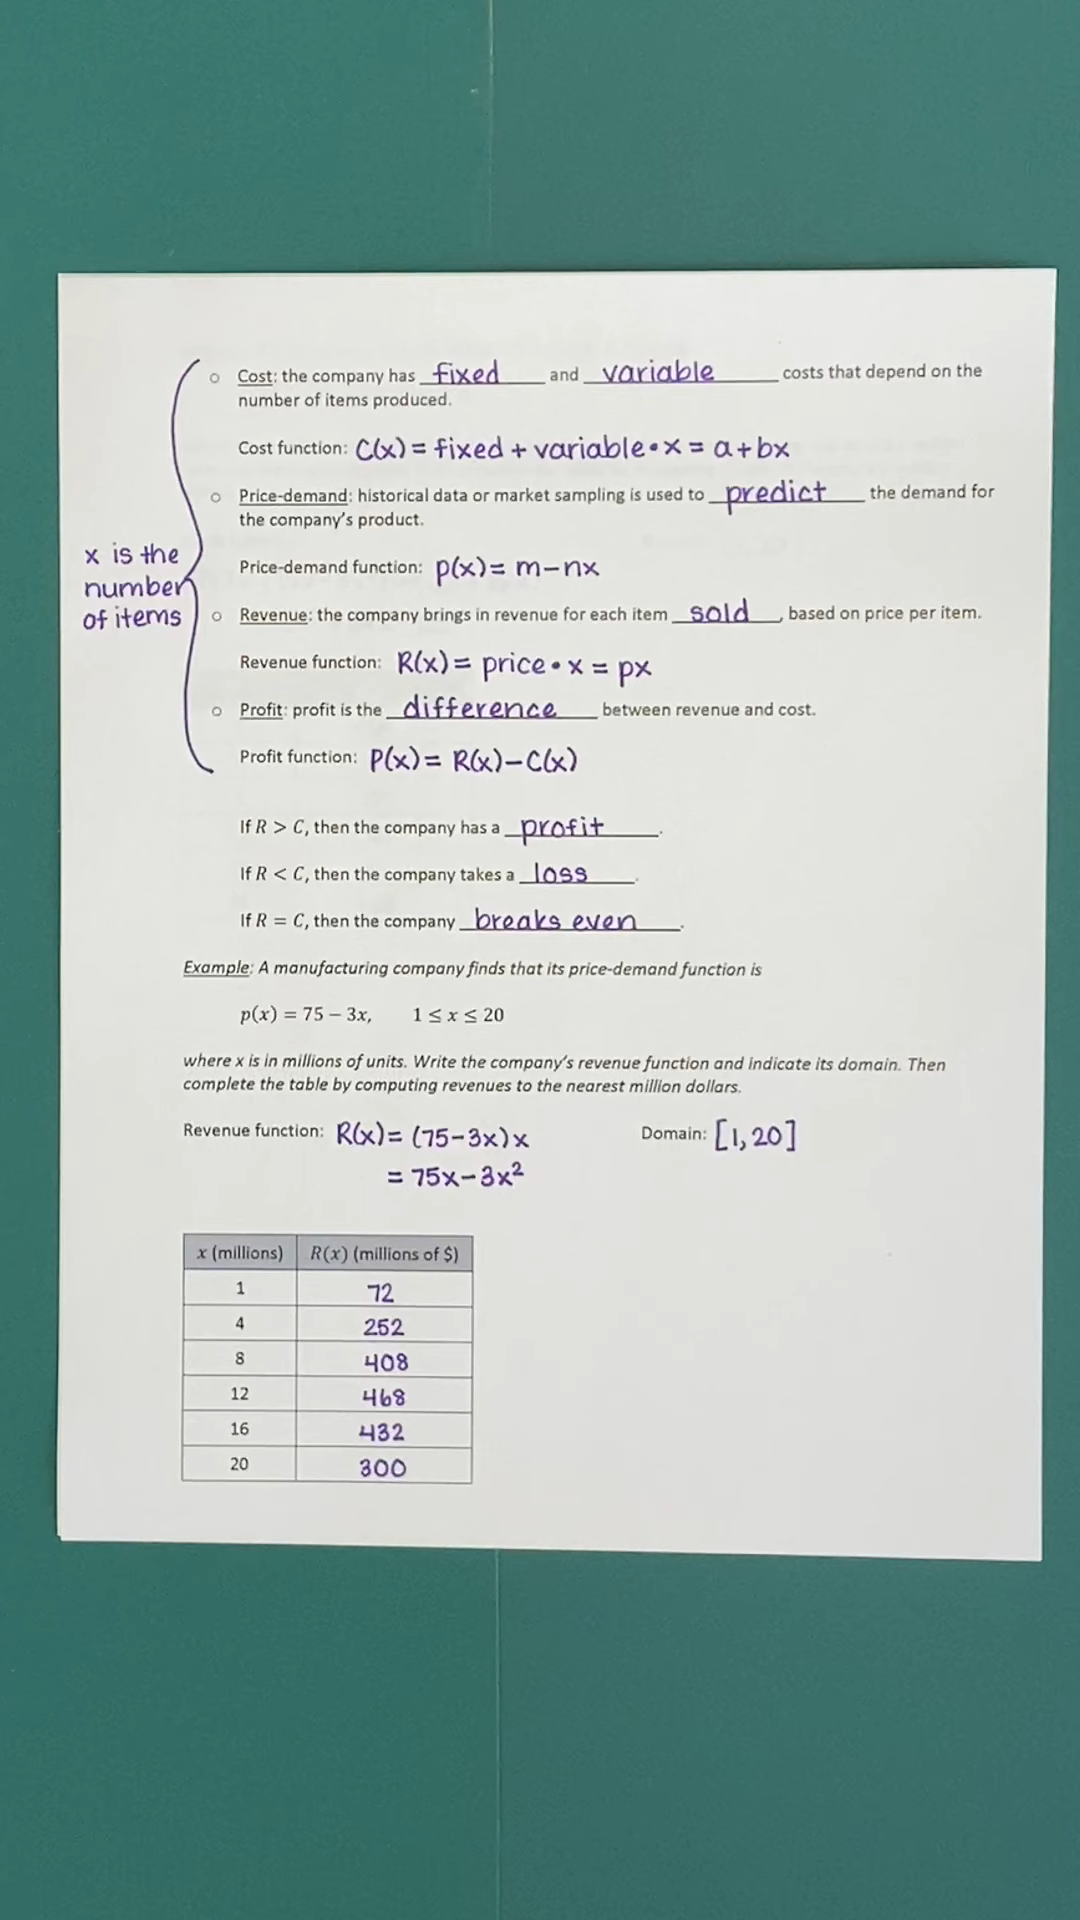 ○ Cost: the company has fixed and variable costs that depend on the
number of items produced.
Cost function: C(x) = fixed + variable • x = a + bx
○ Price-demand: historical data or market sampling is used to predict the demand for
the company's product.
x is the
number
of items
Price-demand function: p(x) = m − nx
○ Revenue: the company brings in revenue for each item sold, based on price per item.
Revenue function: R(x) = price • x = px
○ Profit: profit is the difference between revenue and cost.
Profit function: P(x) = R(x) − C(x)
If R > C, then the company has a profit.
If R < C, then the company takes a loss.
If R = C, then the company breaks even.
Example: A manufacturing company finds that its price-demand function is
p(x) = 75 − 3x, 1 ≤ x ≤ 20
where x is in millions of units. Write the company's revenue function and indicate its domain. Then
complete the table by computing revenues to the nearest million dollars.
Revenue function: R(x) = (75−3x)x Domain: [1,20]
= 75x − 3x²
x (millions) R(x) (millions of $)
1 72
4 252
8 408
12 468
16 432
20 300